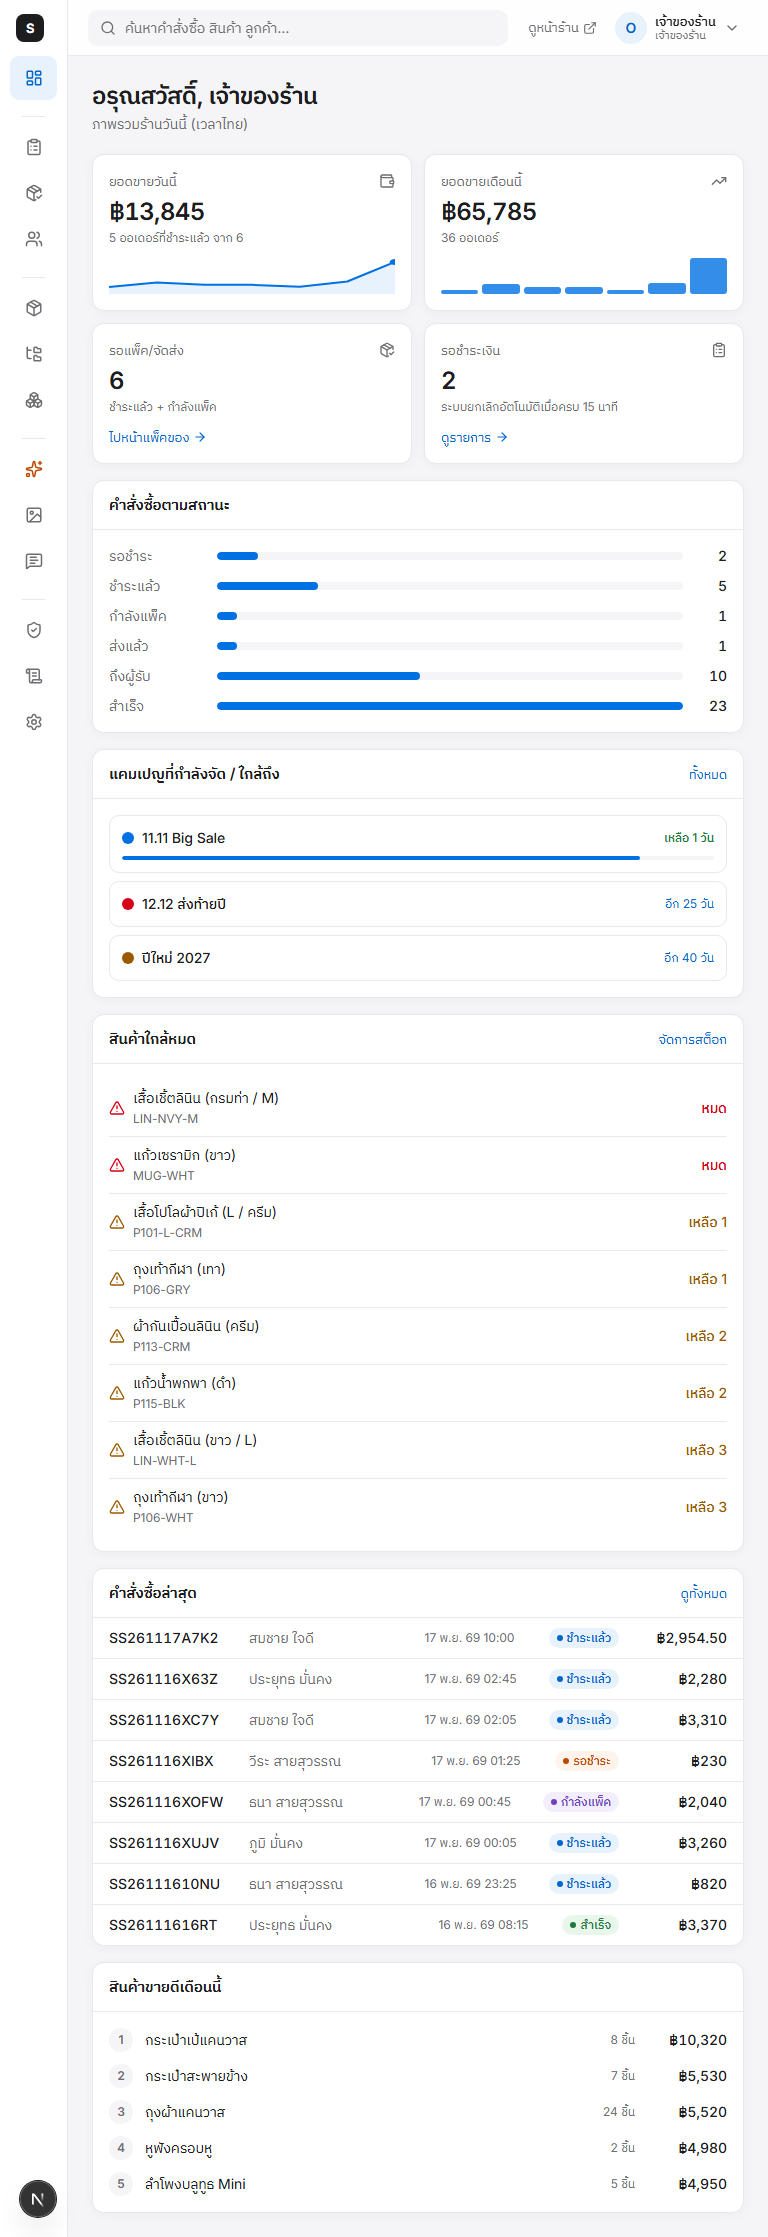 S
ค้นหาคำสั่งซื้อ สินค้า ลูกค้า...
ดูหน้าร้าน
O
เจ้าของร้าน
เจ้าของร้าน
อรุณสวัสดิ์, เจ้าของร้าน
ภาพรวมร้านวันนี้ (เวลาไทย)
ยอดขายวันนี้
฿13,845
5 ออเดอร์ที่ชำระแล้ว จาก 6
ยอดขายเดือนนี้
฿65,785
36 ออเดอร์
รอแพ็ค/จัดส่ง
6
ชำระแล้ว + กำลังแพ็ค
ไปหน้าแพ็คของ
รอชำระเงิน
2
ระบบยกเลิกอัตโนมัติเมื่อครบ 15 นาที
ดูรายการ
คำสั่งซื้อตามสถานะ
รอชำระ 2
ชำระแล้ว 5
กำลังแพ็ค 1
ส่งแล้ว 1
ถึงผู้รับ 10
สำเร็จ 23
แคมเปญที่กำลังจัด / ใกล้ถึง ทั้งหมด
11.11 Big Sale เหลือ 1 วัน
12.12 ส่งท้ายปี อีก 25 วัน
ปีใหม่ 2027 อีก 40 วัน
สินค้าใกล้หมด จัดการสต็อก
เสื้อเชิ้ตลินิน (กรมท่า / M)
LIN-NVY-M
หมด
แก้วเซรามิก (ขาว)
MUG-WHT
หมด
เสื้อโปโลผ้าปิเก้ (L / ครีม)
P101-L-CRM
เหลือ 1
ถุงเท้ากีฬา (เทา)
P106-GRY
เหลือ 1
ผ้ากันเปื้อนลินิน (ครีม)
P113-CRM
เหลือ 2
แก้วน้ำพกพา (ดำ)
P115-BLK
เหลือ 2
เสื้อเชิ้ตลินิน (ขาว / L)
LIN-WHT-L
เหลือ 3
ถุงเท้ากีฬา (ขาว)
P106-WHT
เหลือ 3
คำสั่งซื้อล่าสุด ดูทั้งหมด
SS261117A7K2 สมชาย ใจดี 17 พ.ย. 69 10:00 ชำระแล้ว ฿2,954.50
SS261116X63Z ประยุทธ มั่นคง 17 พ.ย. 69 02:45 ชำระแล้ว ฿2,280
SS261116XC7Y สมชาย ใจดี 17 พ.ย. 69 02:05 ชำระแล้ว ฿3,310
SS261116XIBX วีระ สายสุวรรณ 17 พ.ย. 69 01:25 รอชำระ ฿230
SS261116XOFW ธนา สายสุวรรณ 17 พ.ย. 69 00:45 กำลังแพ็ค ฿2,040
SS261116XUJV ภูมิ มั่นคง 17 พ.ย. 69 00:05 ชำระแล้ว ฿3,260
SS26111610NU ธนา สายสุวรรณ 16 พ.ย. 69 23:25 ชำระแล้ว ฿820
SS26111616RT ประยุทธ มั่นคง 16 พ.ย. 69 08:15 สำเร็จ ฿3,370
สินค้าขายดีเดือนนี้
1 กระเป๋าเป้แคนวาส 8 ชิ้น ฿10,320
2 กระเป๋าสะพายข้าง 7 ชิ้น ฿5,530
3 ถุงผ้าแคนวาส 24 ชิ้น ฿5,520
4 หูฟังครอบหู 2 ชิ้น ฿4,980
5 ลำโพงบลูทูธ Mini 5 ชิ้น ฿4,950
N